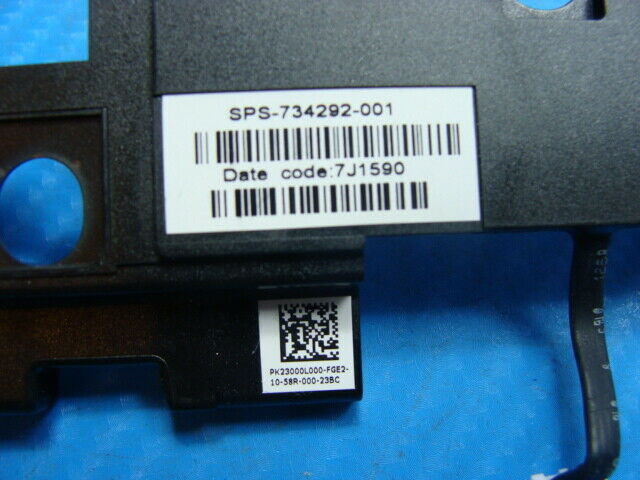 SPS-734292-001
Date code:7J1590
PK23000L000-FGE2-
10-58R-000-23BC